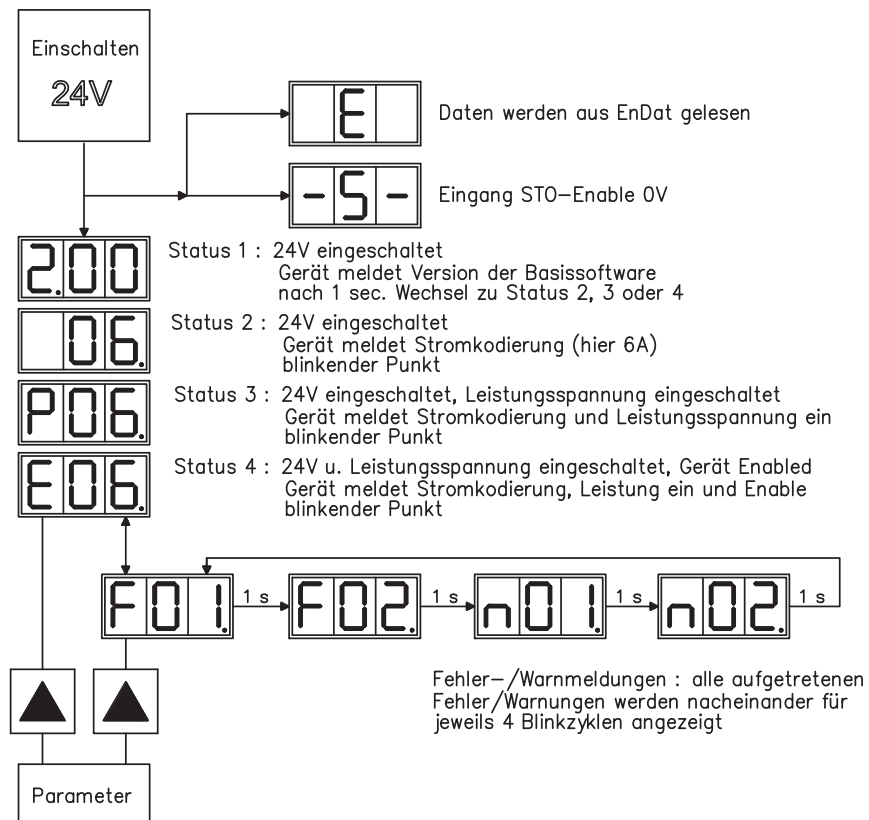 Einschalten
24V
E
Daten werden aus EnDat gelesen
-S-
Eingang STO-Enable 0V
2.00
Status 1 : 24V eingeschaltet
Gerät meldet Version der Basissoftware
nach 1 sec. Wechsel zu Status 2, 3 oder 4
06.
Status 2 : 24V eingeschaltet
Gerät meldet Stromkodierung (hier 6A)
blinkender Punkt
P06.
Status 3 : 24V eingeschaltet, Leistungsspannung eingeschaltet
Gerät meldet Stromkodierung und Leistungsspannung ein
blinkender Punkt
E06.
Status 4 : 24V u. Leistungsspannung eingeschaltet, Gerät Enabled
Gerät meldet Stromkodierung, Leistung ein und Enable
blinkender Punkt
F01. 1 s F02. 1 s n01. 1 s n02. 1 s
Fehler-/Warnmeldungen : alle aufgetretenen
Fehler/Warnungen werden nacheinander für
jeweils 4 Blinkzyklen angezeigt
Parameter